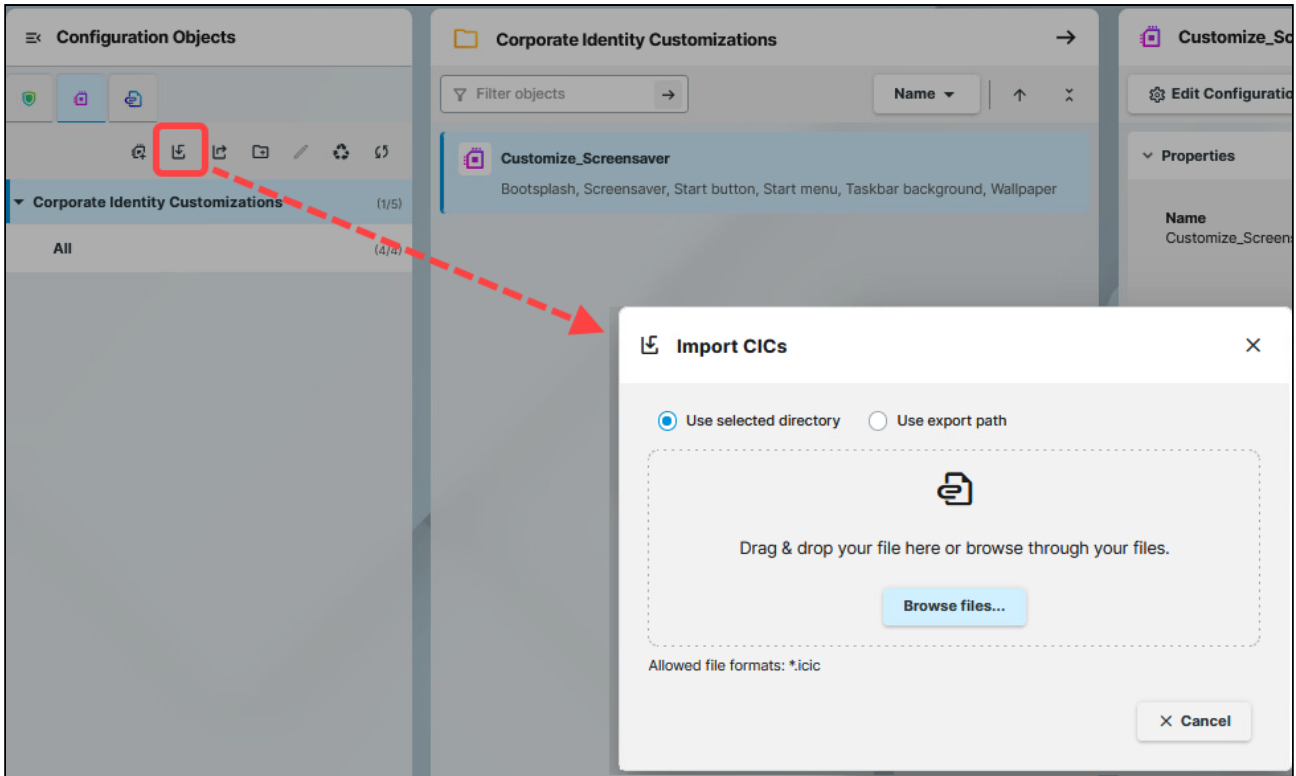 Configuration Objects
Corporate Identity Customizations (1/5)
All (4/4)
Corporate Identity Customizations
Filter objects
Name
Customize_Screensaver
Bootsplash, Screensaver, Start button, Start menu, Taskbar background, Wallpaper
Customize_Sc
Edit Configuratio
Properties
Name
Customize_Screens
Import CICs
Use selected directory Use export path
Drag & drop your file here or browse through your files.
Browse files...
Allowed file formats: *.icic
Cancel